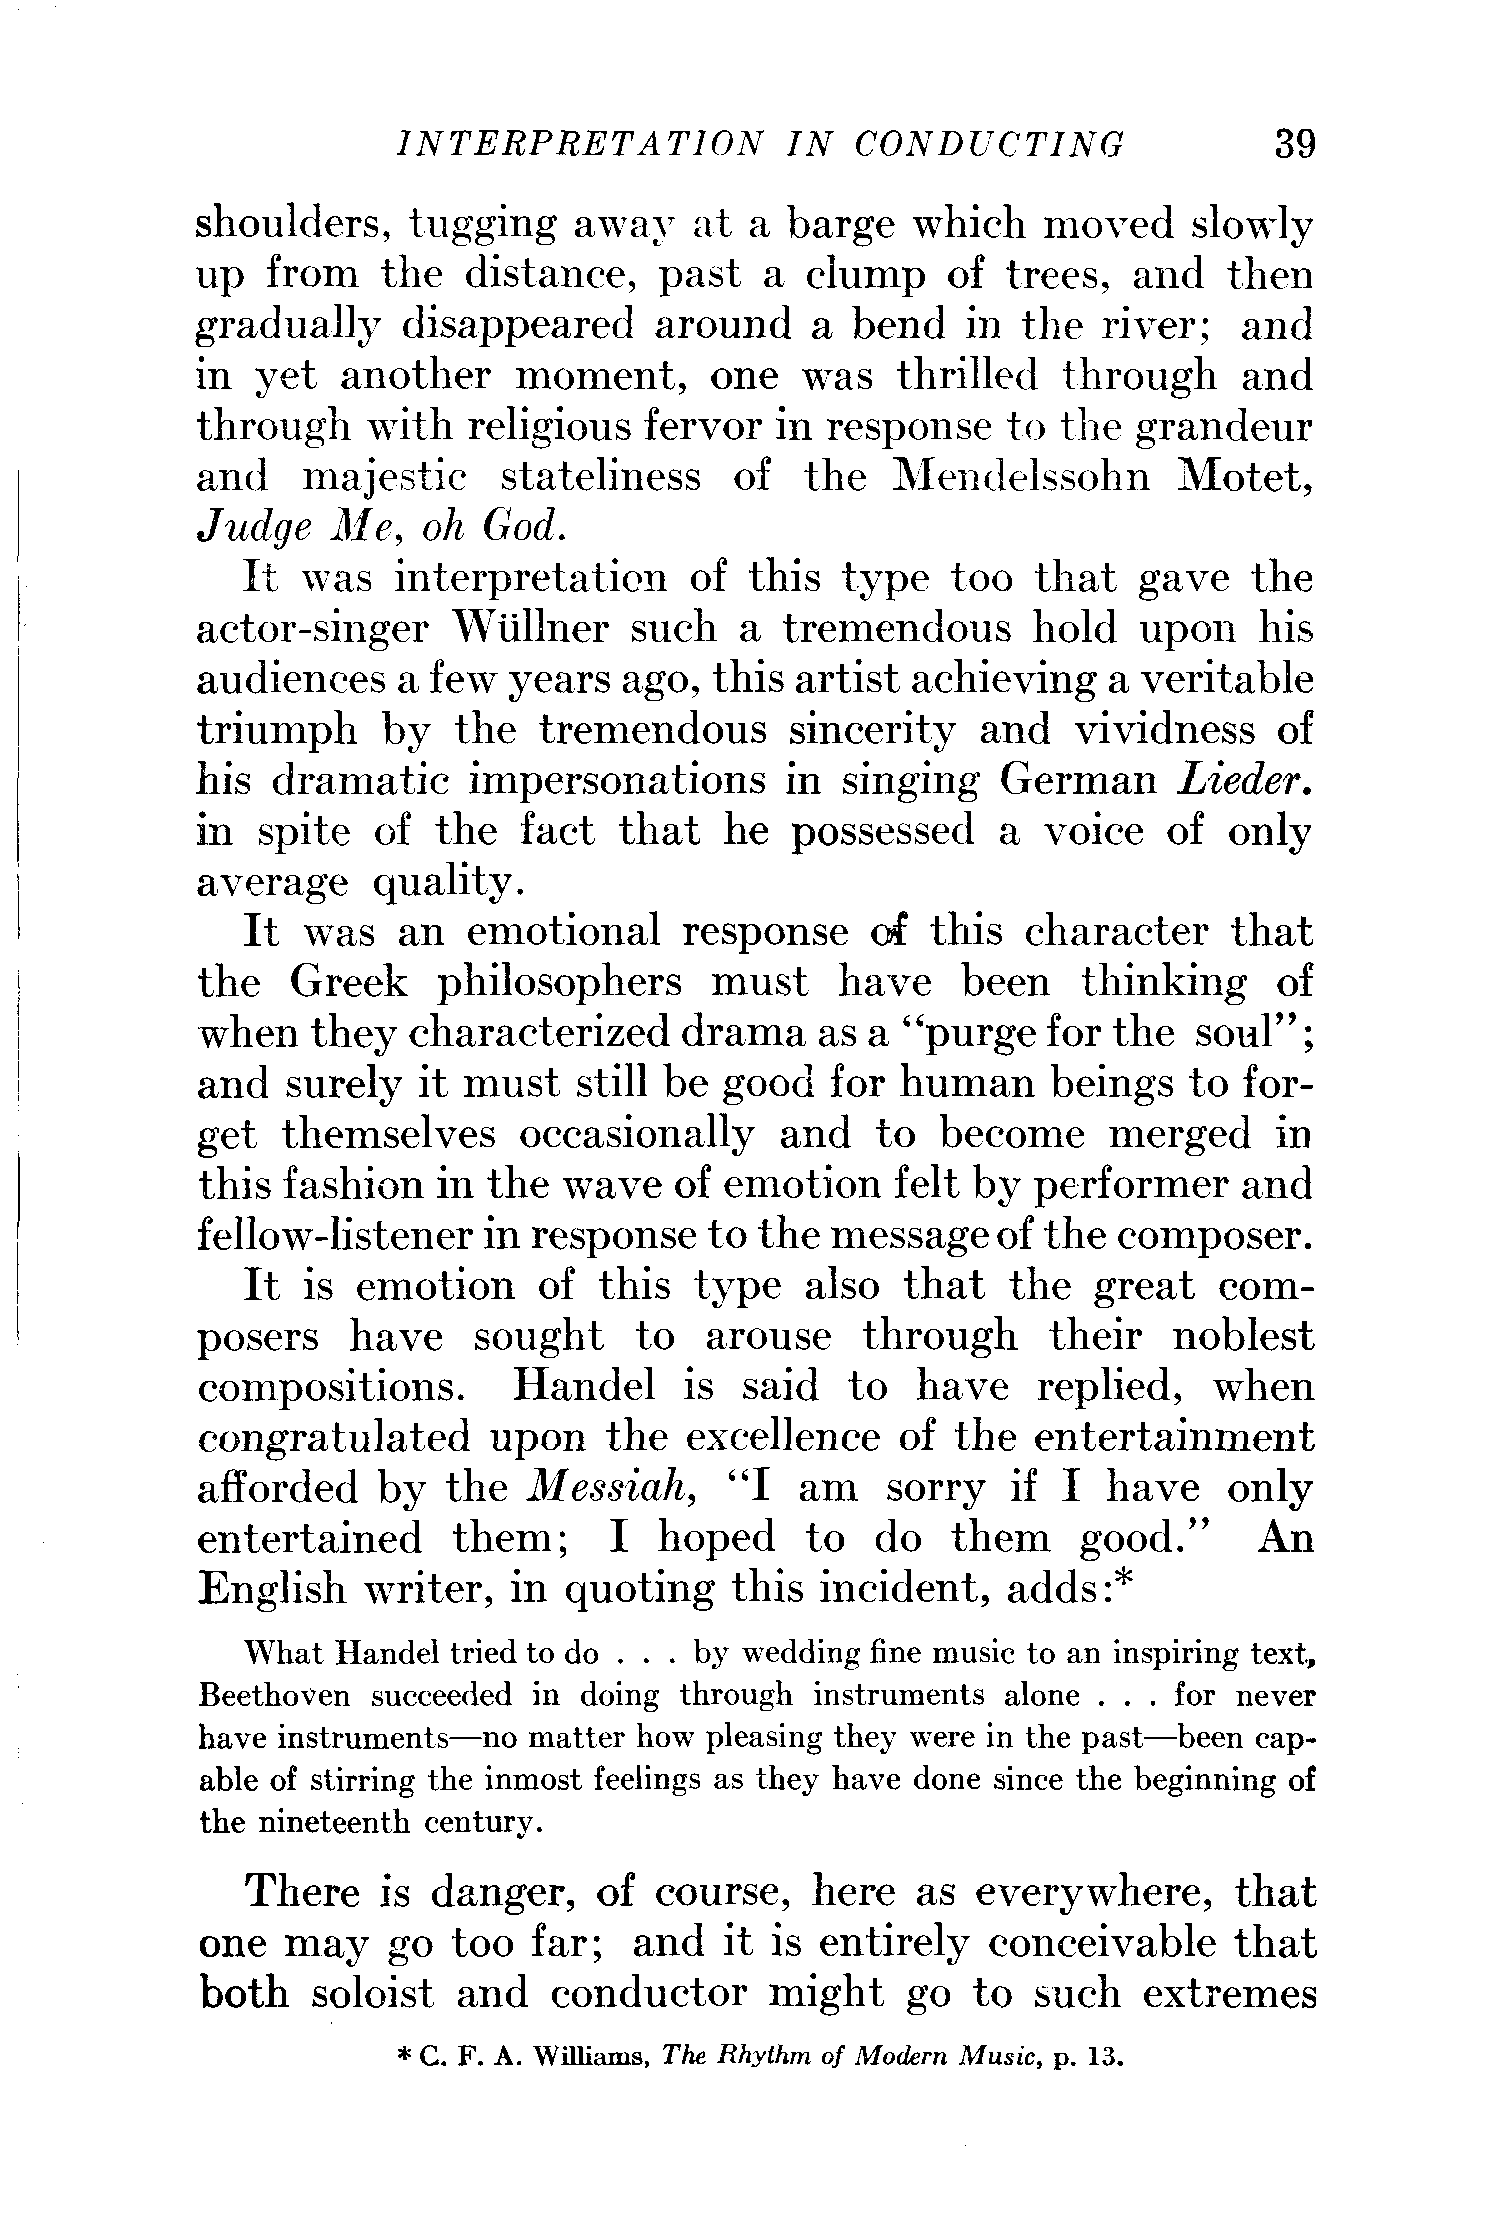 INTERPRETATION IN CONDUCTING 39
shoulders, tugging away at a barge which moved slowly
up from the distance, past a clump of trees, and then
gradually disappeared around a bend in the river; and
in yet another moment, one was thrilled through and
through with religious fervor in response to the grandeur
and majestic stateliness of the Mendelssohn Motet,
Judge Me, oh God.
It was interpretation of this type too that gave the
actor-singer Wüllner such a tremendous hold upon his
audiences a few years ago, this artist achieving a veritable
triumph by the tremendous sincerity and vividness of
his dramatic impersonations in singing German Lieder.
in spite of the fact that he possessed a voice of only
average quality.
It was an emotional response of this character that
the Greek philosophers must have been thinking of
when they characterized drama as a "purge for the soul";
and surely it must still be good for human beings to for-
get themselves occasionally and to become merged in
this fashion in the wave of emotion felt by performer and
fellow-listener in response to the message of the composer.
It is emotion of this type also that the great com-
posers have sought to arouse through their noblest
compositions. Handel is said to have replied, when
congratulated upon the excellence of the entertainment
afforded by the Messiah, "I am sorry if I have only
entertained them; I hoped to do them good." An
English writer, in quoting this incident, adds:*
What Handel tried to do . . . by wedding fine music to an inspiring text,
Beethoven succeeded in doing through instruments alone . . . for never
have instruments—no matter how pleasing they were in the past—been cap-
able of stirring the inmost feelings as they have done since the beginning of
the nineteenth century.
There is danger, of course, here as everywhere, that
one may go too far; and it is entirely conceivable that
both soloist and conductor might go to such extremes
* C. F. A. Williams, The Rhythm of Modern Music, p. 13.